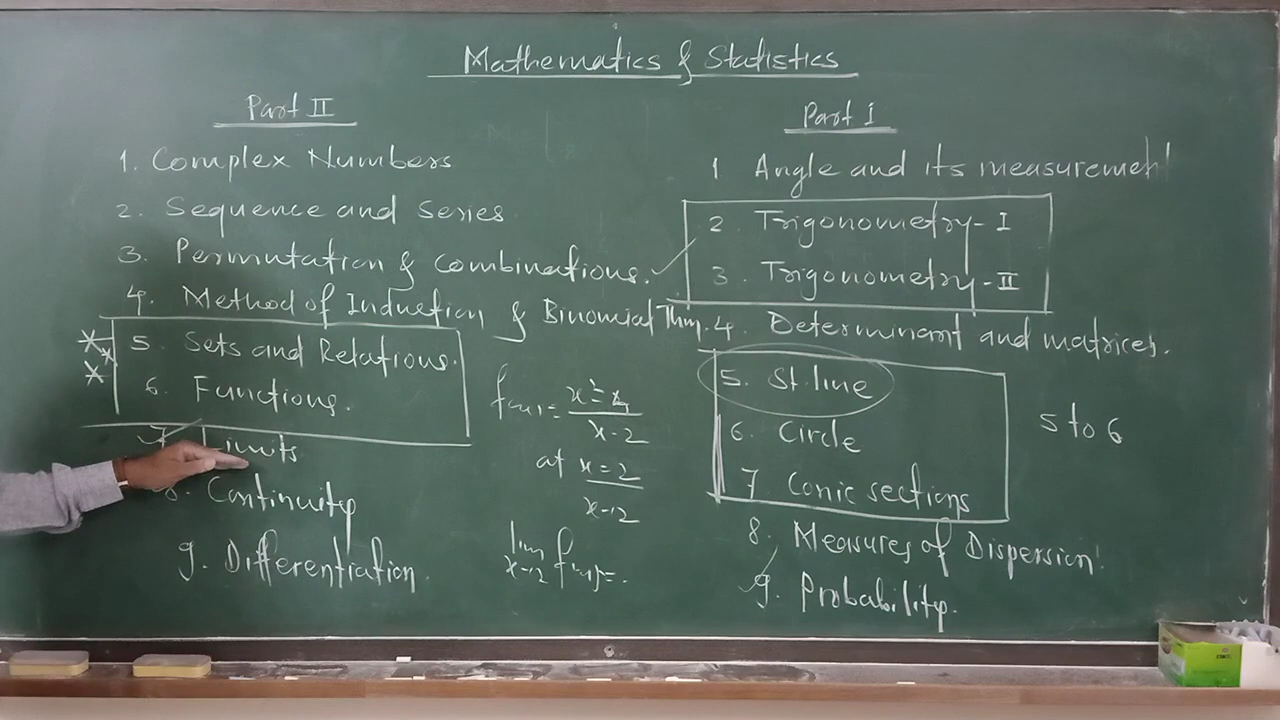 Mathematics & Statistics
Part II
1. Complex Numbers
2. Sequence and Series
3. Permutation & Combinations.
4. Method of Induction & Binomial Thm.
5. Sets and Relations.
6. Functions.
7 Limits
8. Continuity
9. Differentiation.
x-2
at x=2
x→2
lim
x→2
Part I
1 Angle and its measurement
2. Trigonometry-I
3. Trigonometry-II
4. Determinant and matrices.
5. St.line
6. Circle
7 Conic sections
5 to 6
8. Measures of Dispersion
9. Probability.